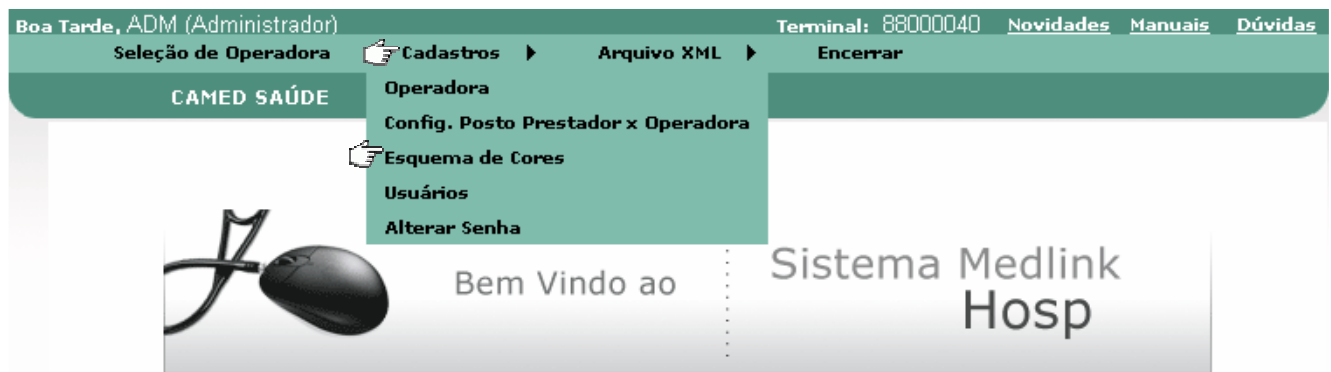 Boa Tarde, ADM (Administrador) Terminal: 88000040 Novidades Manuais Dúvidas
Seleção de Operadora Cadastros Arquivo XML Encerrar
CAMED SAÚDE
Operadora
Config. Posto Prestador x Operadora
Esquema de Cores
Usuários
Alterar Senha
Bem Vindo ao
Sistema Medlink
Hosp